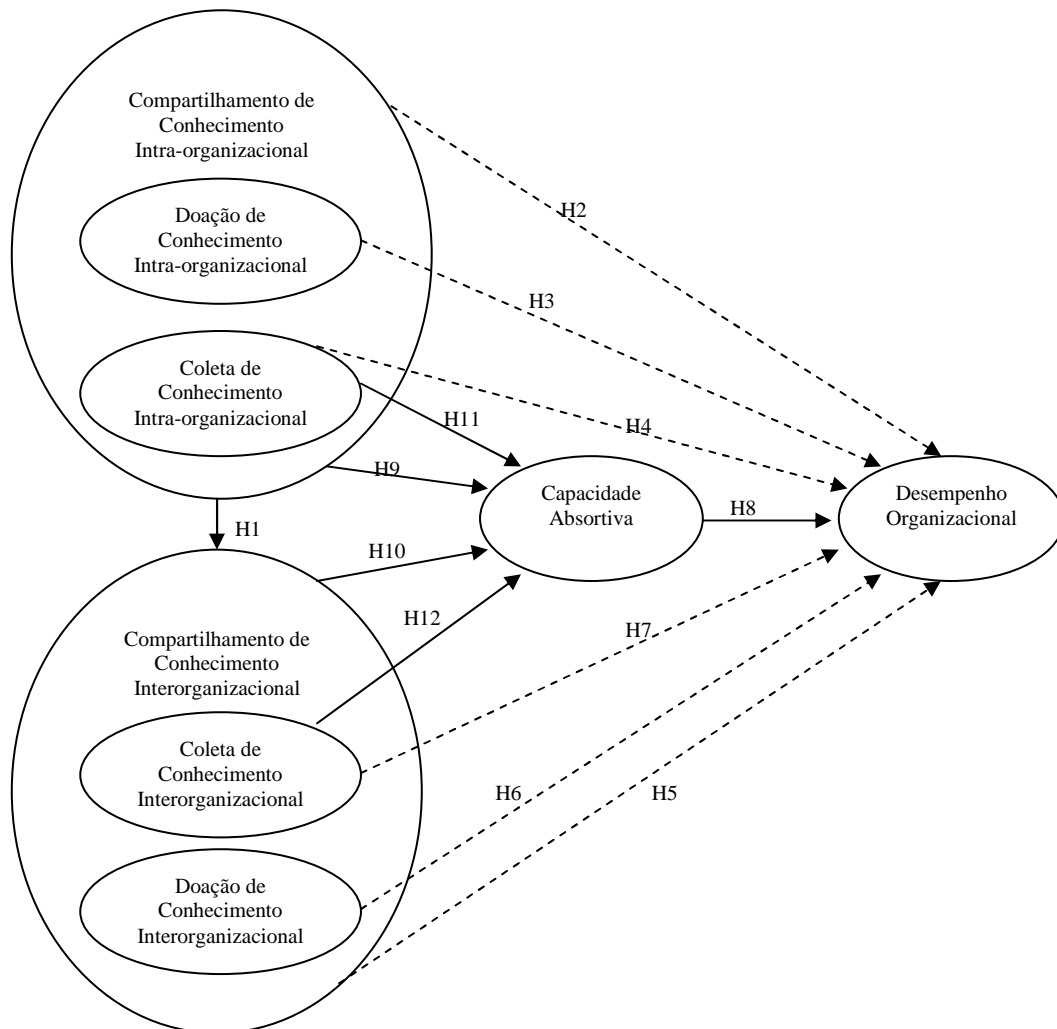 Compartilhamento de
Conhecimento
Intra-organizacional
H2
Doação de
Conhecimento
Intra-organizacional
H3
Coleta de
Conhecimento
Intra-organizacional
H11
H4
H9
Capacidade
Absortiva
H8
Desempenho
Organizacional
H1
H10
H12
H7
Compartilhamento de
Conhecimento
Interorganizacional
Coleta de
Conhecimento
Interorganizacional
H6
H5
Doação de
Conhecimento
Interorganizacional